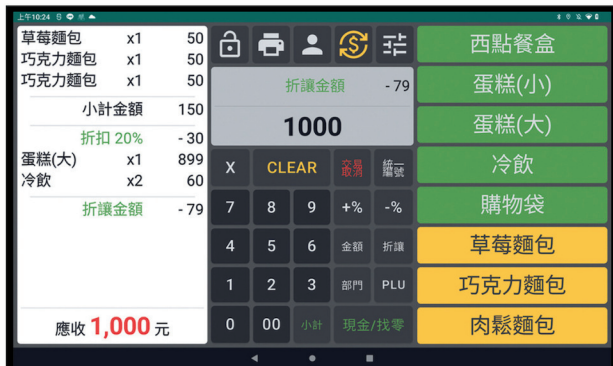 上午10:24
草莓麵包 x1 50
巧克力麵包 x1 50
巧克力麵包 x1 50
小計金額 150
折扣 20% - 30
蛋糕(大) x1 899
冷飲 x2 60
折讓金額 - 79
應收 1,000 元
折讓金額 - 79
1000
X CLEAR 交易取消 統一編號
7 8 9 +% -%
4 5 6 金額 折讓
1 2 3 部門 PLU
0 00 小計 現金/找零
西點餐盒
蛋糕(小)
蛋糕(大)
冷飲
購物袋
草莓麵包
巧克力麵包
肉鬆麵包